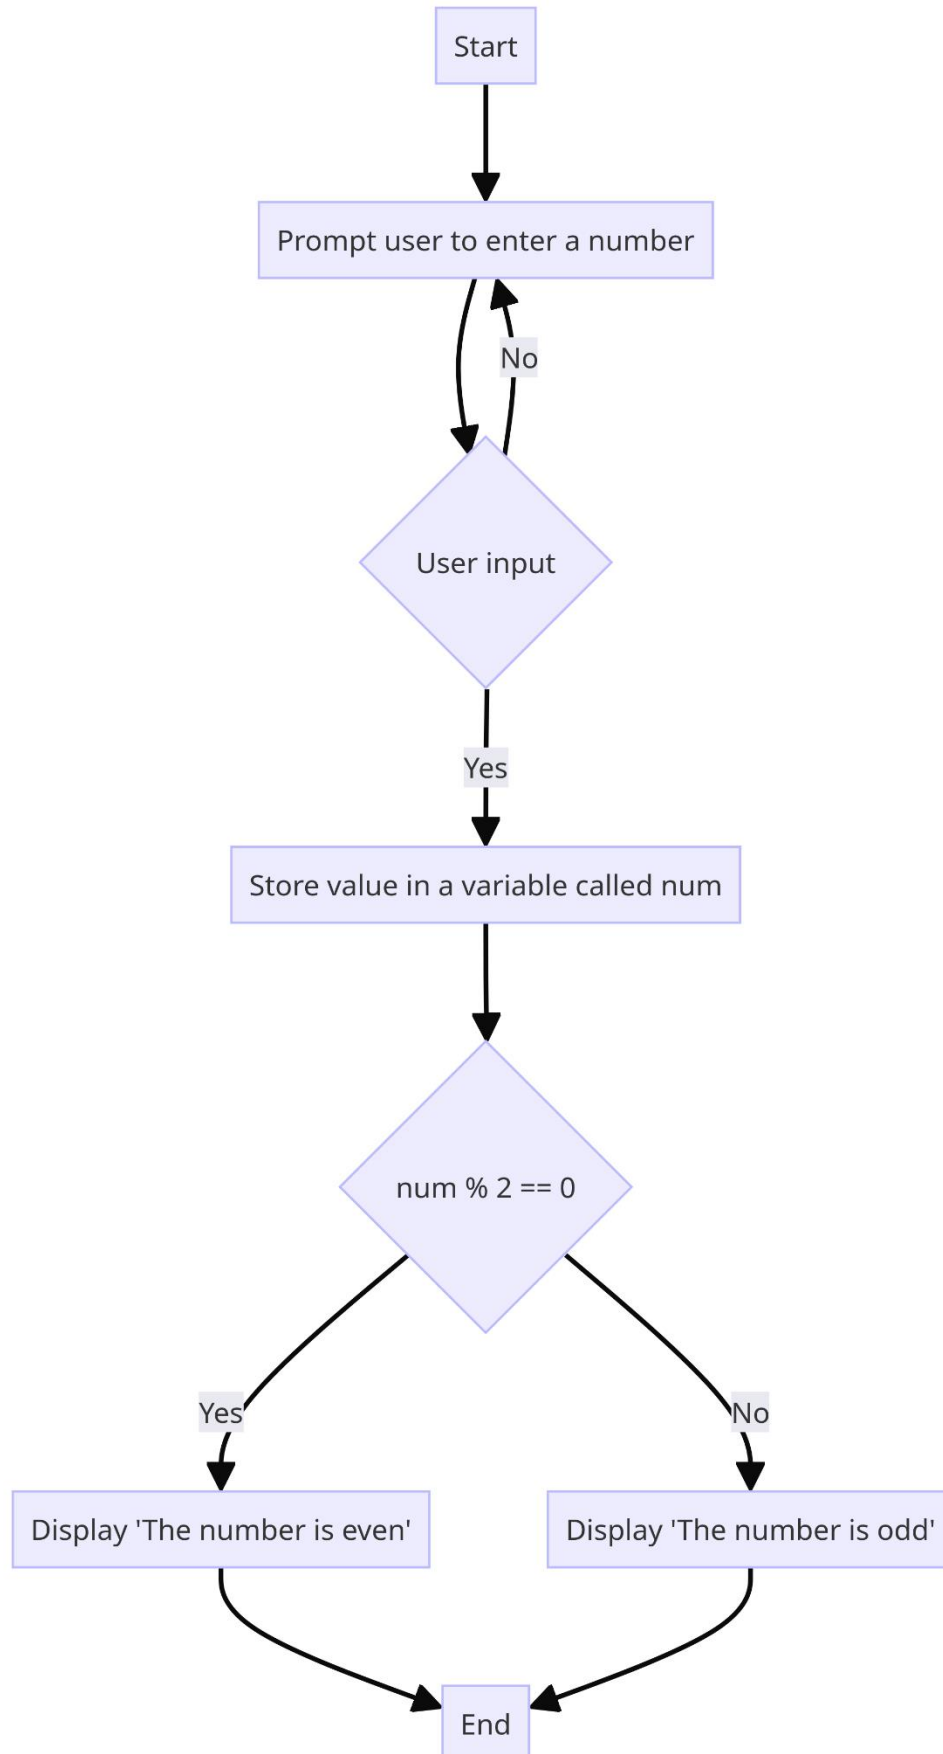 Start
Prompt user to enter a number
No
User input
Yes
Store value in a variable called num
num % 2 == 0
Yes
No
Display 'The number is even'
Display 'The number is odd'
End